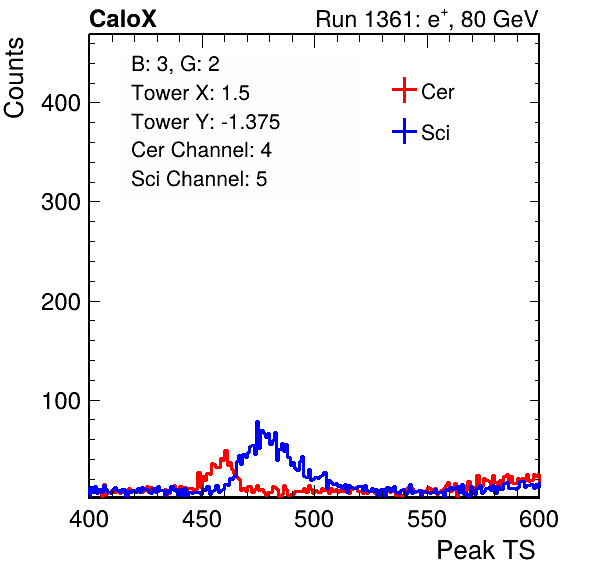 CaloX Run 1361: e⁺, 80 GeV
Counts
B: 3, G: 2
Tower X: 1.5
Tower Y: -1.375
Cer Channel: 4
Sci Channel: 5
Cer
Sci
400
300
200
100
400 450 500 550 600
Peak TS